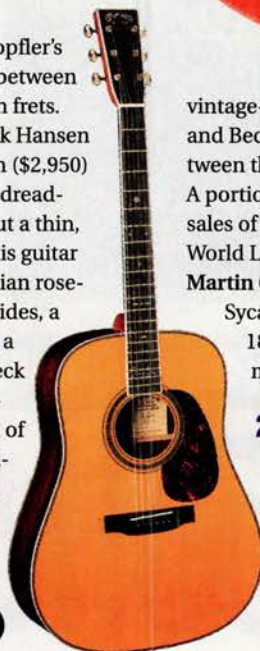 opfler's
between
frets.
k Hansen
($2,950)
dread-
ut a thin,
is guitar
ian rose-
ides, a
a
eck
of
vintage-
and Bec
tween th
A portio
sales of
World L
Martin
Syca
18
n
2